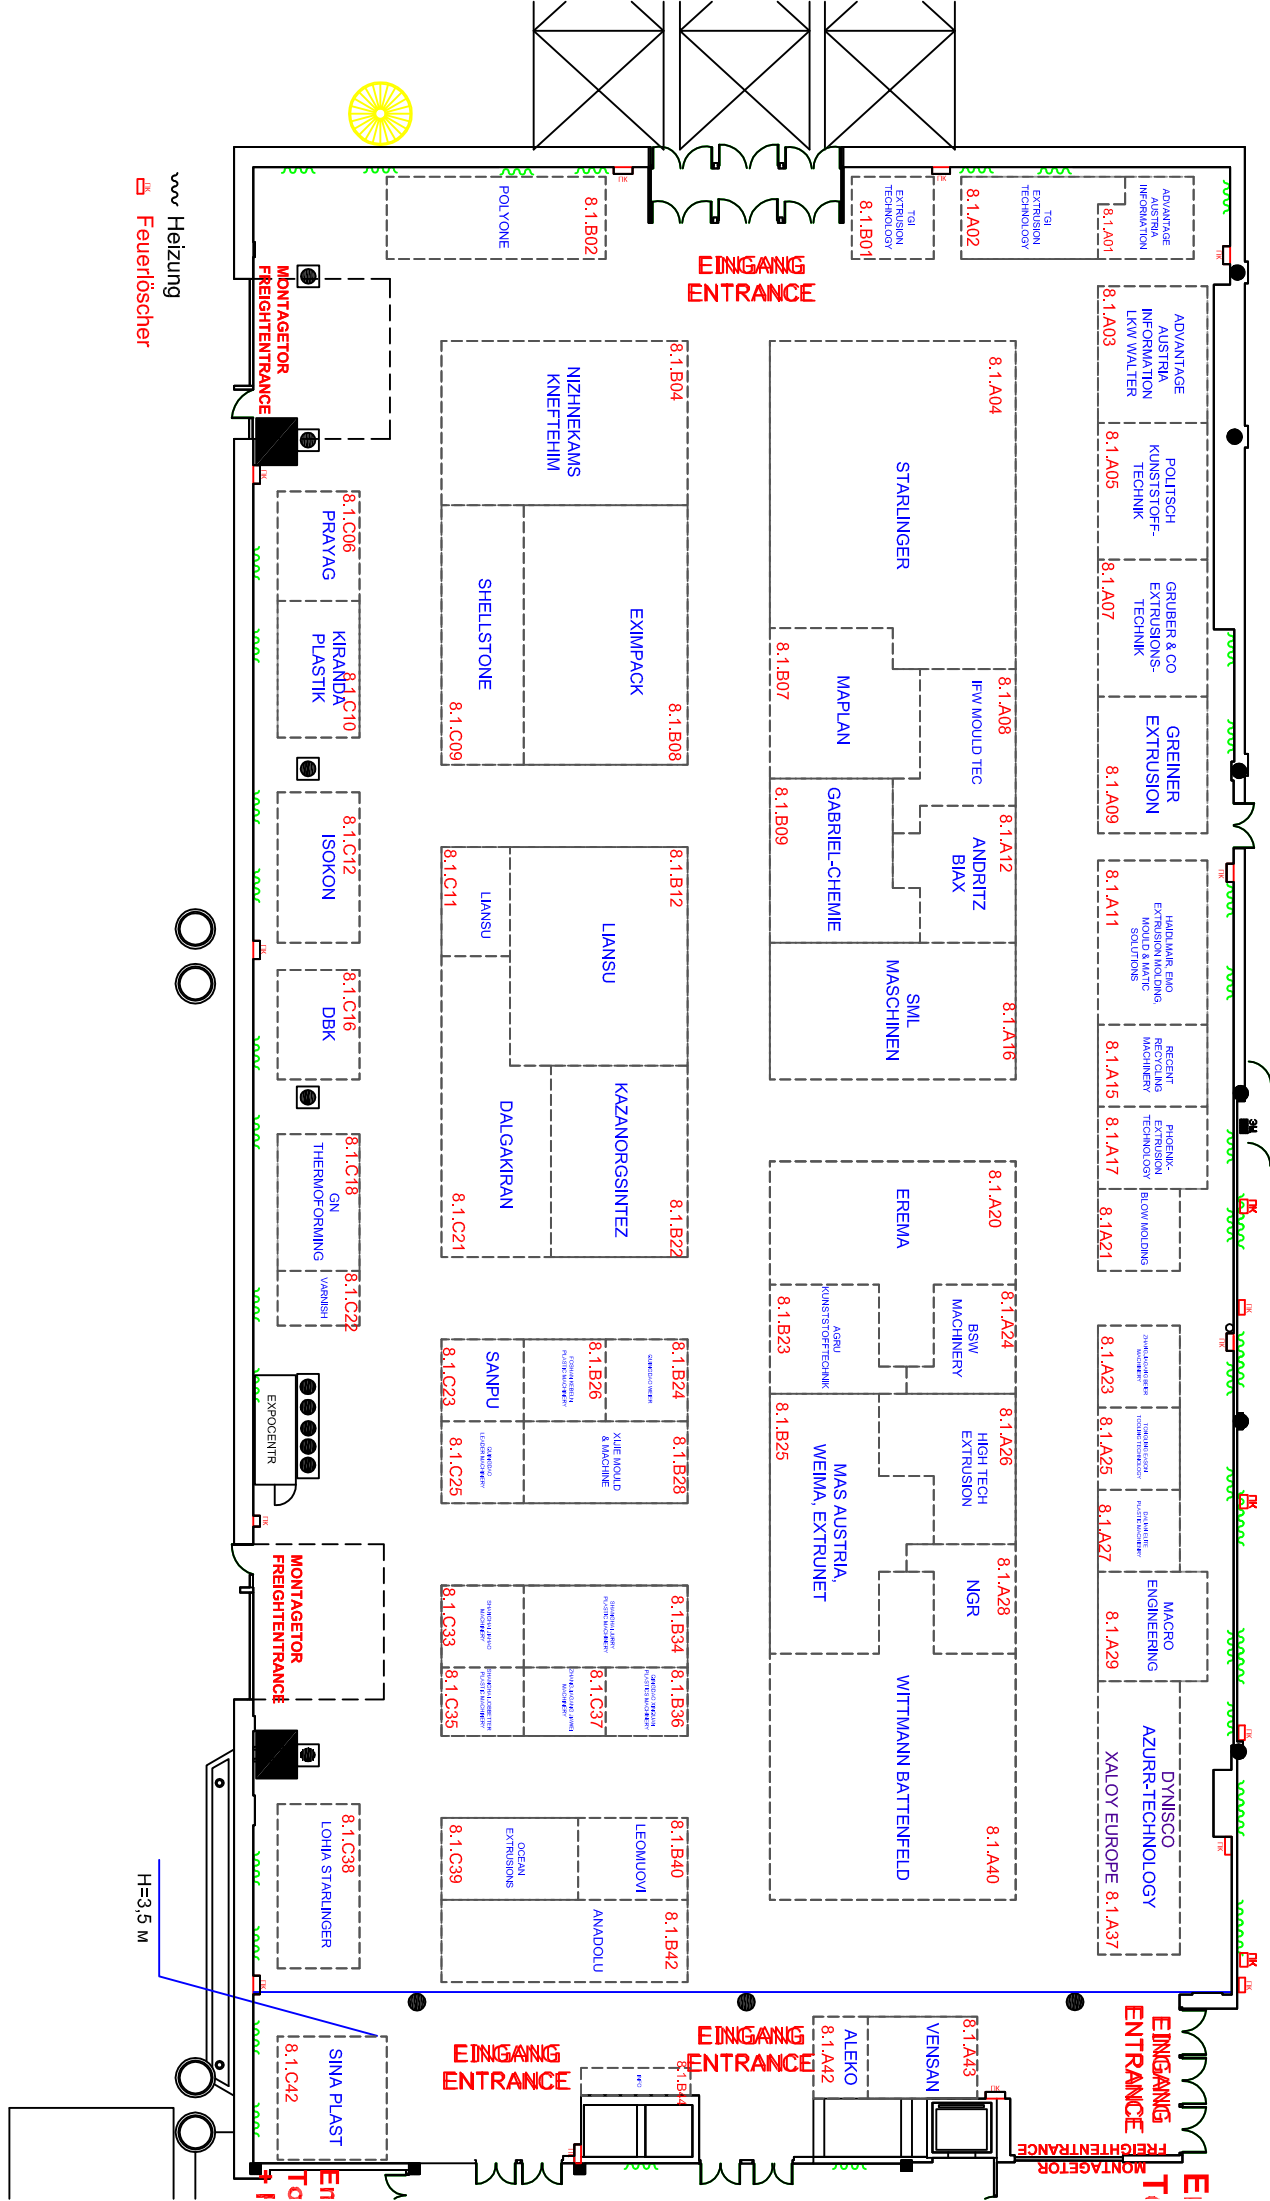 Heizung
ПК Feuerlöscher
8.1.B02
POLYONE
8.1.B01
TGI
EXTRUSION
TECHNOLOGY
8.1.A02
TGI
EXTRUSION
TECHNOLOGY
8.1.A01
ADVANTAGE
AUSTRIA
INFORMATION
EINGANG
ENTRANCE
MONTAGETOR
FREIGHTENTRANCE
8.1.A03
ADVANTAGE
AUSTRIA
INFORMATION
LKW WALTER
8.1.A05
POLITSCH
KUNSTSTOFF-
TECHNIK
8.1.A07
GRUBER & CO
EXTRUSIONS-
TECHNIK
8.1.A09
GREINER
EXTRUSION
8.1.B04
NIZHNEKAMS
KNEFTEHIM
8.1.A04
STARLINGER
8.1.C06
PRAYAG
8.1.C10
KIRANDA
PLASTIK
8.1.C09
SHELLSTONE
8.1.B08
EXIMPACK
8.1.B07
MAPLAN
8.1.A08
IFW MOULD TEC
8.1.B09
GABRIEL-CHEMIE
8.1.A12
ANDRITZ
BIAX
8.1.A16
SML
MASCHINEN
8.1.C12
ISOKON
8.1.C16
DBK
8.1.C11
LIANSU
8.1.B12
LIANSU
8.1.C21
DALGAKIRAN
8.1.B22
KAZANORGSINTEZ
8.1.A11
HAIDLMAIR, EMO
EXTRUSION MOLDING,
MOULD & MATIC
SOLUTIONS
8.1.A15
RECENT
RECYCLING
MACHINERY
8.1.A17
PHOENIX-
EXTRUSION
TECHNOLOGY
8.1A21
BLOW MOLDING
8.1.C18
GN
THERMOFORMING
8.1.C22
VARNISH
8.1.A20
EREMA
8.1.B23
AGRU
KUNSTSTOFFTECHNIK
8.1.A24
BSW
MACHINERY
8.1.C23
SANPU
8.1.B26
8.1.B24
8.1.C25
8.1.B28
XIJIE MOULD
& MACHINE
8.1.B25
MAS AUSTRIA,
WEIMA, EXTRUNET
8.1.A26
HIGH TECH
EXTRUSION
8.1.A28
NGR
8.1.A23
8.1.A25
8.1.A27
8.1.A29
MACRO
ENGINEERING
EXPOCENTR
MONTAGETOR
FREIGHTENTRANCE
8.1.C33
8.1.B34
8.1.C35
8.1.C37
8.1.B36
8.1.A40
WITTMANN BATTENFELD
DYNISCO
AZURR-TECHNOLOGY
XALOY EUROPE 8.1.A37
8.1.C38
LOHIA STARLINGER
8.1.C39
OCEAN
EXTRUSIONS
8.1.B40
LEOMUOVI
8.1.B42
ANADOLU
H=3,5 м
8.1.C42
SINA PLAST
EINGANG
ENTRANCE
8.1.B44
INFO
EINGANG
ENTRANCE
8.1.A42
ALEKO
8.1.A43
VENSAN
EINGANG
ENTRANCE
MONTAGETOR
FREIGHTENTRANCE